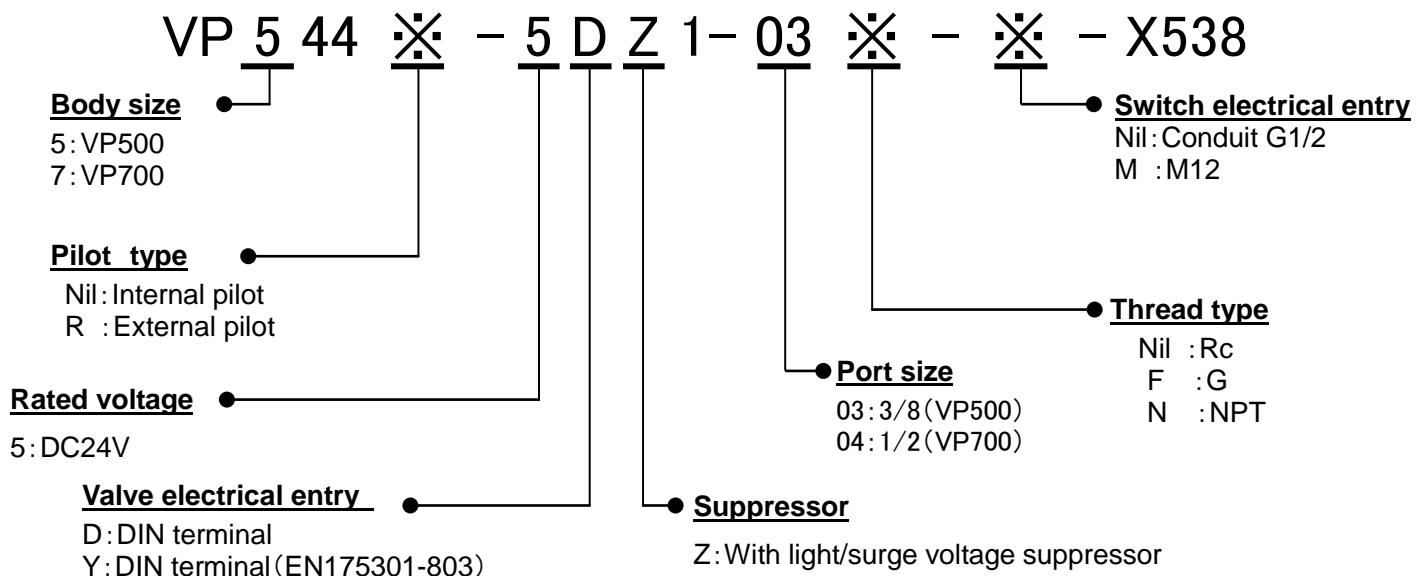 VP 5 44 ※ - 5 D Z 1- 03 ※ - ※ - X538
Body size
5:VP500
7:VP700
Switch electrical entry
Nil:Conduit G1/2
M :M12
Pilot type
Nil:Internal pilot
R :External pilot
Thread type
Nil :Rc
F :G
N :NPT
Port size
03:3/8(VP500)
04:1/2(VP700)
Rated voltage
5:DC24V
Valve electrical entry
D:DIN terminal
Y:DIN terminal(EN175301-803)
Suppressor
Z:With light/surge voltage suppressor